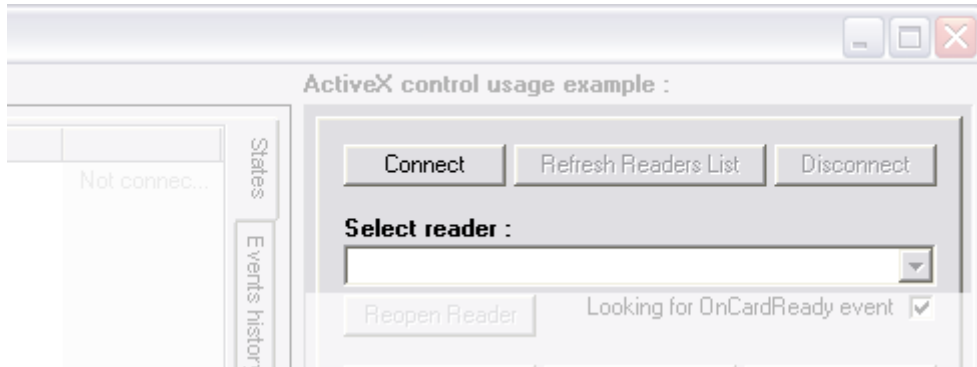 ActiveX control usage example :
Connect Refresh Readers List Disconnect
States
Not connec...
Select reader :
Events histor
Reopen Reader Looking for OnCardReady event